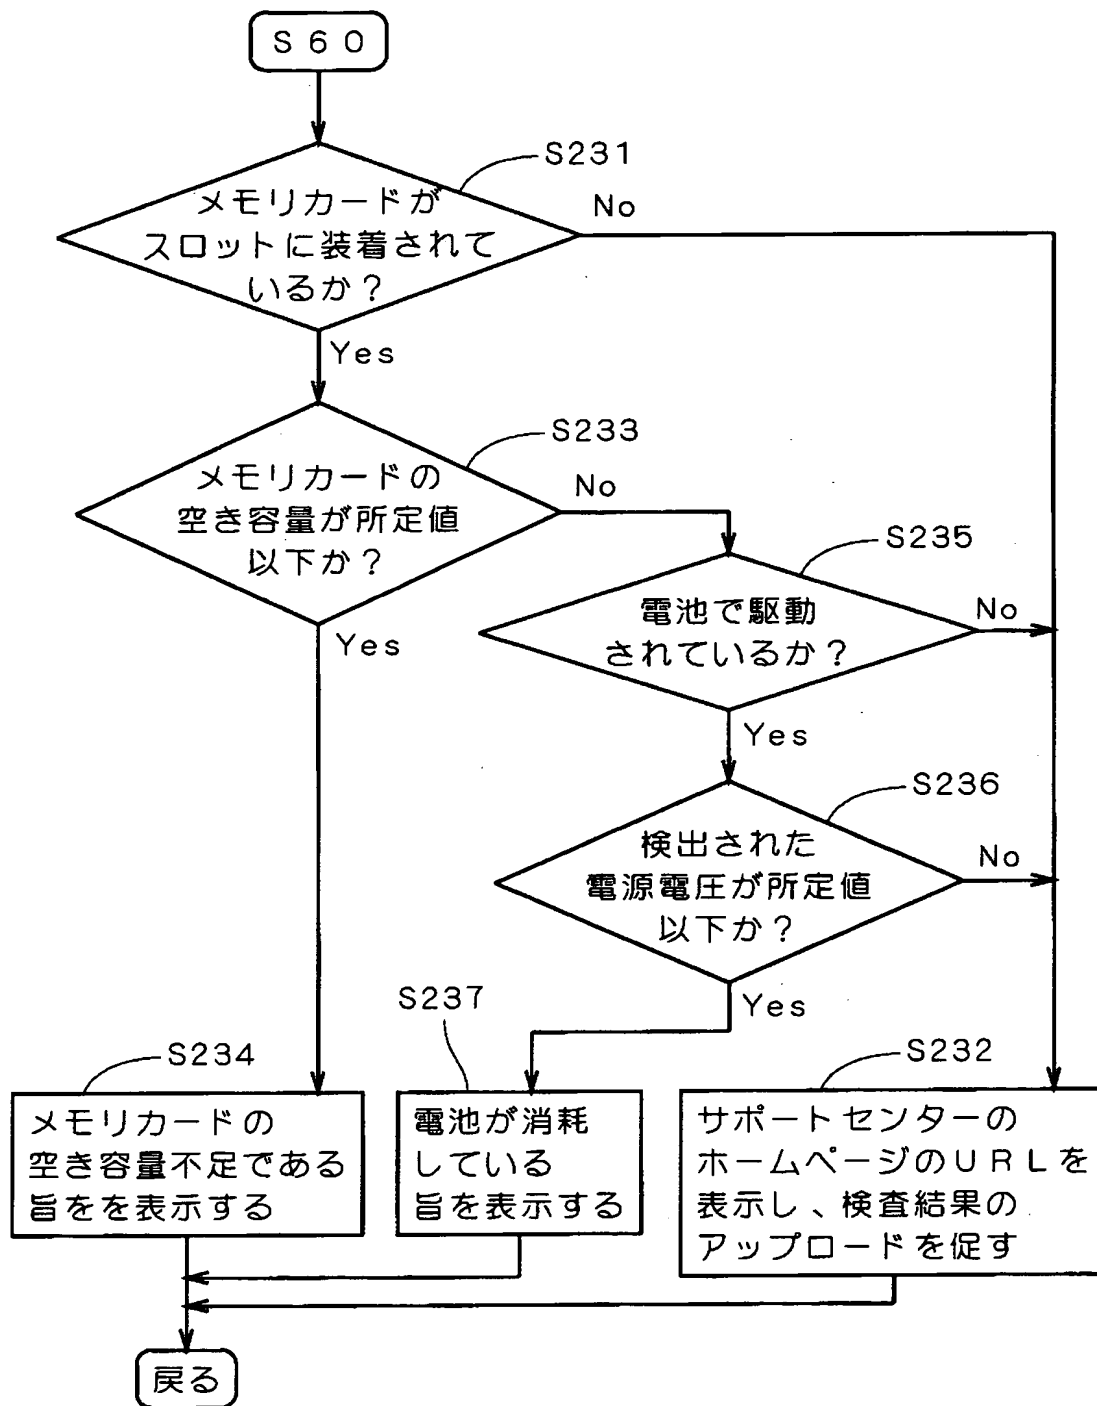 S60
S231
メモリカードが
スロットに装着されて
いるか？
No
Yes
S233
メモリカードの
空き容量が所定値
以下か？
No
Yes
S235
電池で駆動
されているか？
No
Yes
S236
検出された
電源電圧が所定値
以下か？
No
Yes
S234
メモリカードの
空き容量不足である
旨をを表示する
S237
電池が消耗
している
旨を表示する
S232
サポートセンターの
ホームページのURLを
表示し、検査結果の
アップロードを促す
戻る